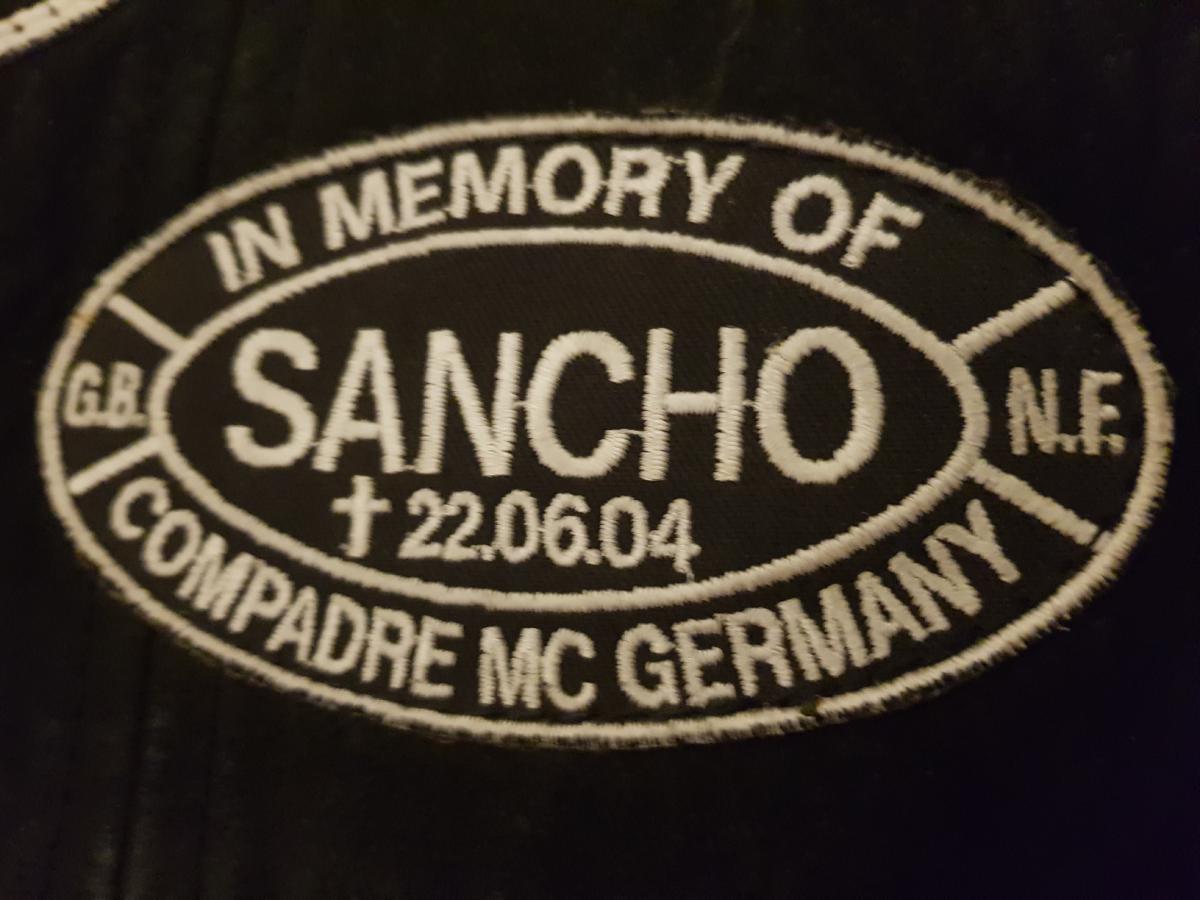 IN MEMORY OF
G.B.
SANCHO
N.F.
†22.06.04
COMPADRE MC GERMANY